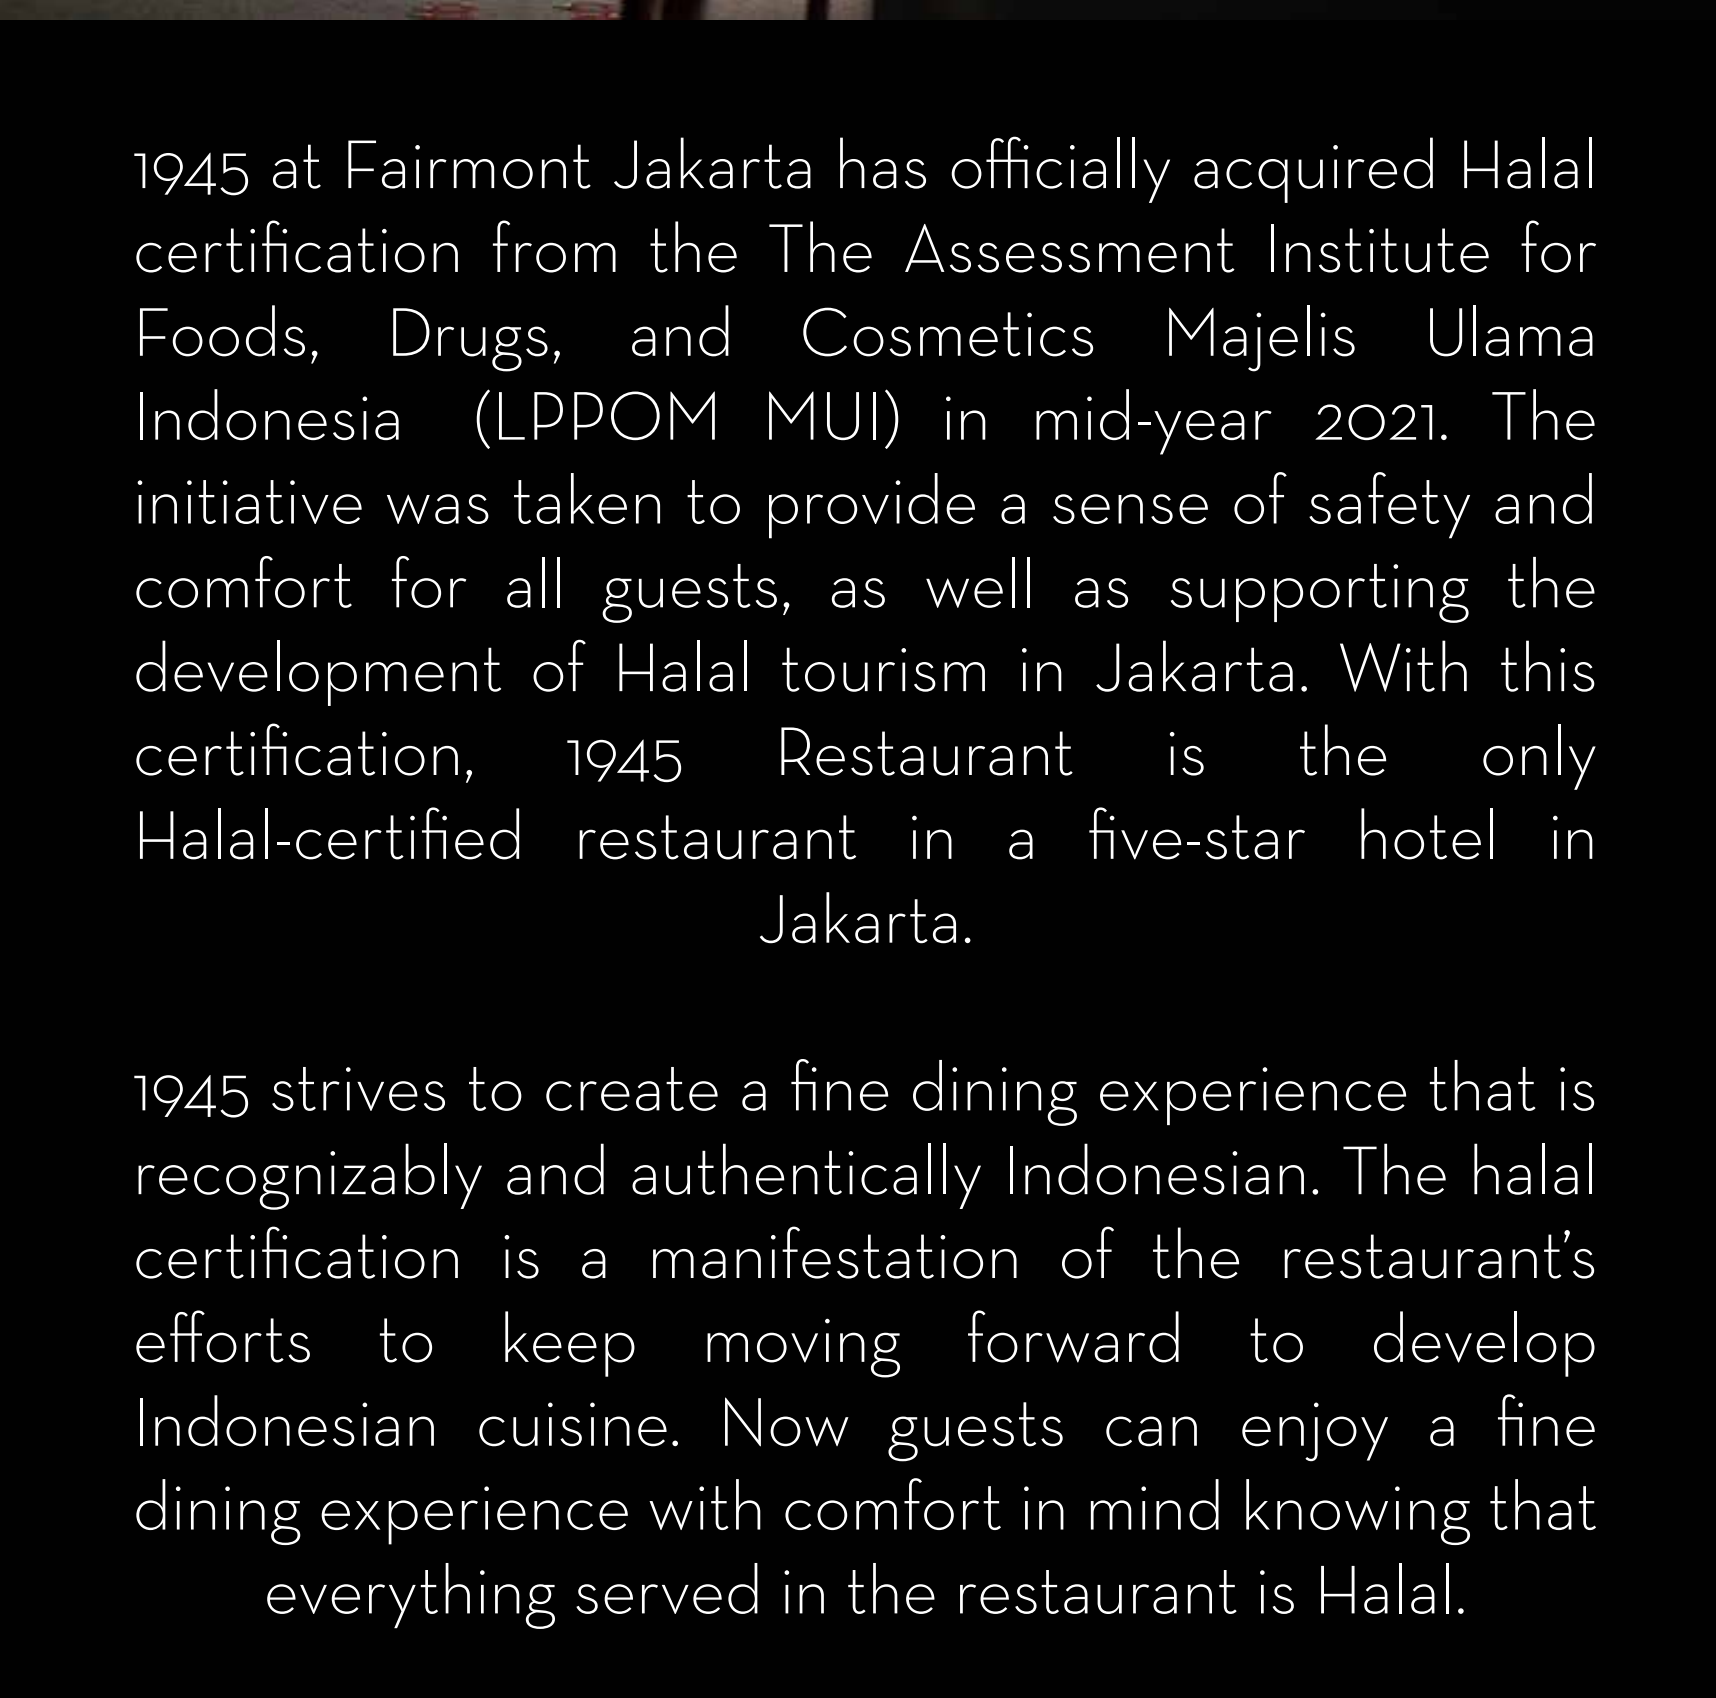 1945 at Fairmont Jakarta has officially acquired Halal
certification from the The Assessment Institute for
Foods, Drugs, and Cosmetics Majelis Ulama
Indonesia (LPPOM MUI) in mid-year 2021. The
initiative was taken to provide a sense of safety and
comfort for all guests, as well as supporting the
development of Halal tourism in Jakarta. With this
certification, 1945 Restaurant is the only
Halal-certified restaurant in a five-star hotel in
Jakarta.
1945 strives to create a fine dining experience that is
recognizably and authentically Indonesian. The halal
certification is a manifestation of the restaurant’s
efforts to keep moving forward to develop
Indonesian cuisine. Now guests can enjoy a fine
dining experience with comfort in mind knowing that
everything served in the restaurant is Halal.